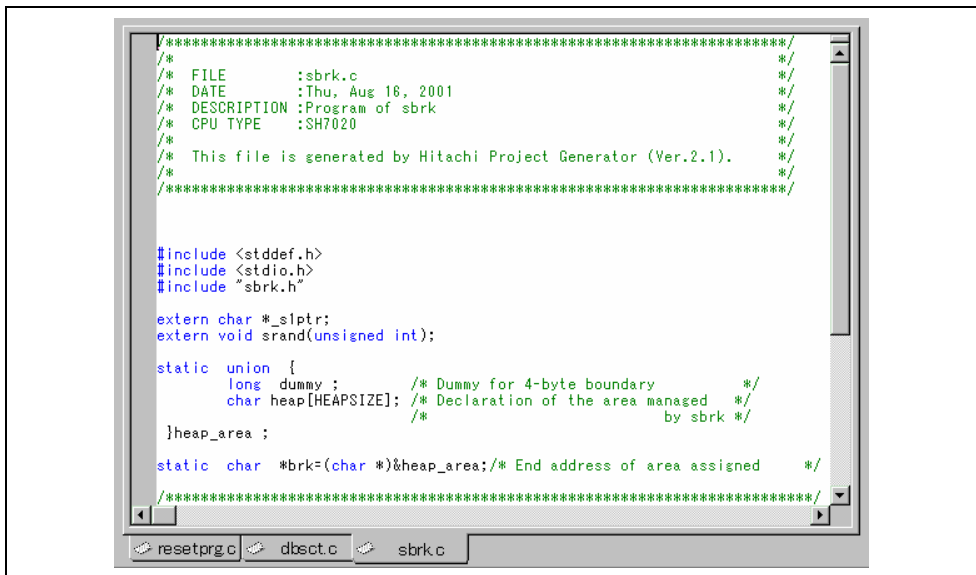 /***********************************************************************/
/*                                                                     */
/*  FILE        :sbrk.c                                                */
/*  DATE        :Thu, Aug 16, 2001                                     */
/*  DESCRIPTION :Program of sbrk                                       */
/*  CPU TYPE    :SH7020                                                */
/*                                                                     */
/*  This file is generated by Hitachi Project Generator (Ver.2.1).     */
/*                                                                     */
/***********************************************************************/
#include <stddef.h>
#include <stdio.h>
#include "sbrk.h"
extern char *_s1ptr;
extern void srand(unsigned int);
static  union  {
        long  dummy ;        /* Dummy for 4-byte boundary          */
        char heap[HEAPSIZE]; /* Declaration of the area managed   */
                             /*                           by sbrk */
 }heap_area ;
static  char  *brk=(char *)&heap_area;/* End address of area assigned     */
/**************************************************************************/
resetprg.c dbsct.c sbrk.c